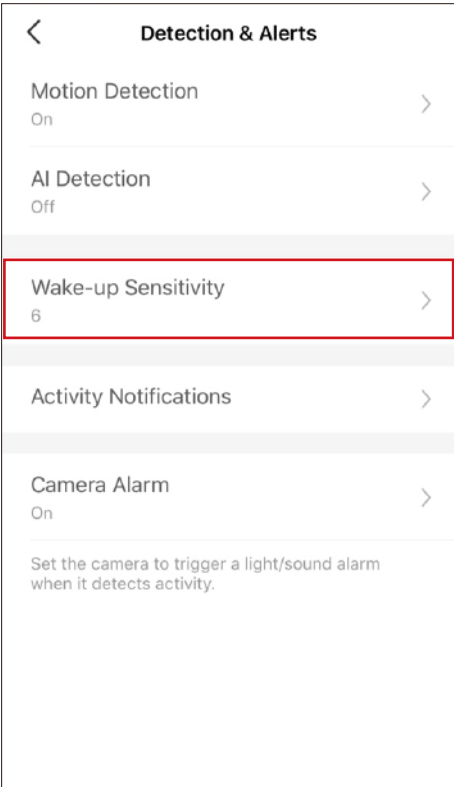 Detection & Alerts
Motion Detection
On
AI Detection
Off
Wake-up Sensitivity
6
Activity Notifications
Camera Alarm
On
Set the camera to trigger a light/sound alarm
when it detects activity.